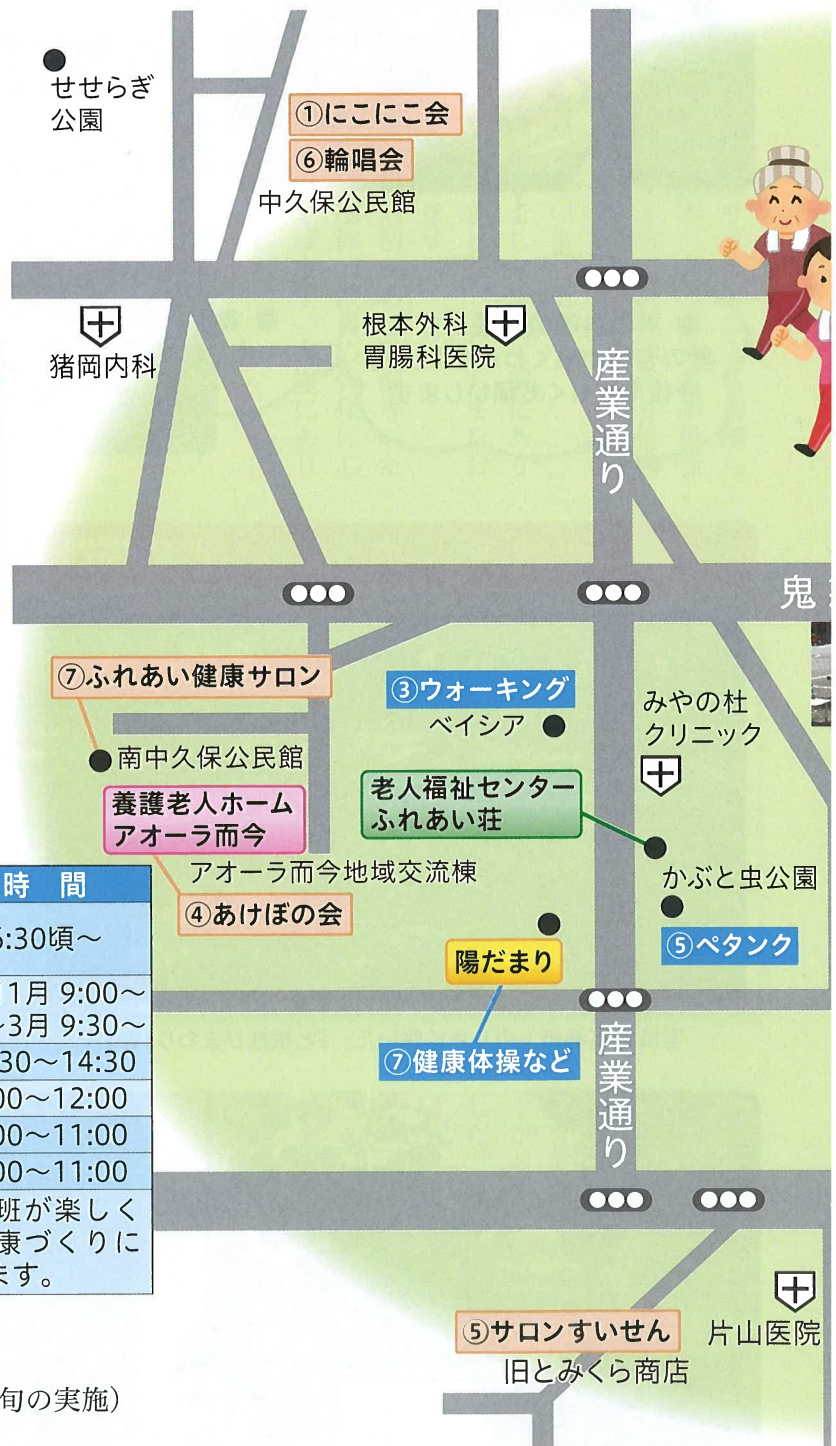 せせらぎ
公園
①にこにこ会
⑥輪唱会
中久保公民館
猪岡内科
根本外科
胃腸科医院
産業通り
鬼
⑦ふれあい健康サロン
③ウォーキング
ベイシア
みやの杜
クリニック
南中久保公民館
養護老人ホーム
アオーラ而今
老人福祉センター
ふれあい荘
アオーラ而今地域交流棟
④あけぼの会
かぶと虫公園
⑤ペタンク
陽だまり
⑦健康体操など
産業通り
時 間
:30頃～
1月 9:00～
～3月 9:30～
30～14:30
00～12:00
00～11:00
00～11:00
班が楽しく
康づくりに
ます。
⑤サロンすいせん
旧とみくら商店
片山医院
旬の実施）